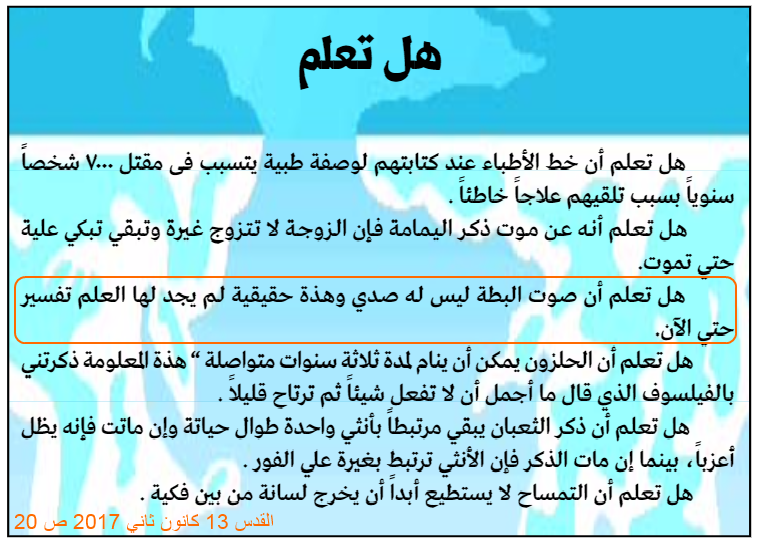 هل تعلم
هل تعلم أن خط الأطباء عند كتابتهم لوصفة طبية يتسبب فى مقتل ٧٠٠٠ شخصاً
سنوياً بسبب تلقيهم علاجاً خاطئاً .
هل تعلم أنه عن موت ذكر اليمامة فإن الزوجة لا تتزوج غيرة وتبقي تبكي علية
حتي تموت.
هل تعلم أن صوت البطة ليس له صدي وهذة حقيقية لم يجد لها العلم تفسير
حتي الآن.
هل تعلم أن الحلزون يمكن أن ينام لمدة ثلاثة سنوات متواصلة “ هذة المعلومة ذكرتني
بالفيلسوف الذي قال ما أجمل أن لا تفعل شيئاً ثم ترتاح قليلاً .
هل تعلم أن ذكر الثعبان يبقي مرتبطاً بأنثي واحدة طوال حياتة وإن ماتت فإنه يظل
أعزباً، بينما إن مات الذكر فإن الأنثي ترتبط بغيرة علي الفور .
هل تعلم أن التمساح لا يستطيع أبداً أن يخرج لسانة من بين فكية .
القدس 13 كانون ثاني 2017 ص 20